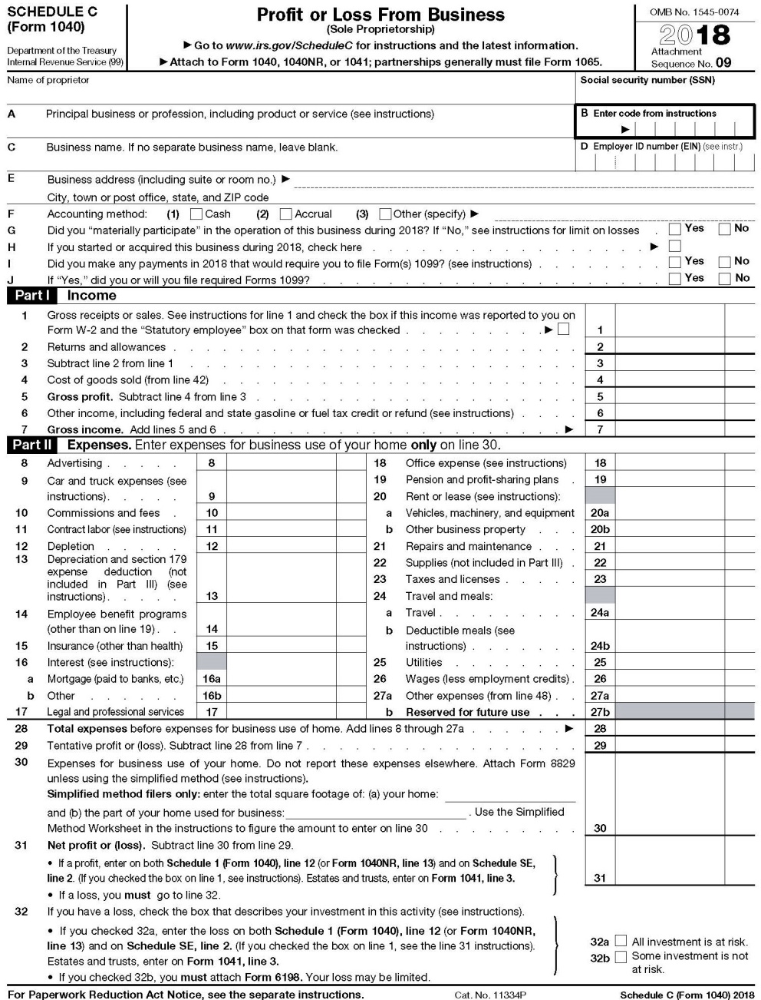 SCHEDULE C
(Form 1040)
Department of the Treasury
Internal Revenue Service (99)
Profit or Loss From Business
(Sole Proprietorship)
▶ Go to www.irs.gov/ScheduleC for instructions and the latest information.
▶ Attach to Form 1040, 1040NR, or 1041; partnerships generally must file Form 1065.
OMB No. 1545-0074
2018
Attachment
Sequence No. 09
Name of proprietor
Social security number (SSN)
A Principal business or profession, including product or service (see instructions)
B Enter code from instructions
▶
C Business name. If no separate business name, leave blank.
D Employer ID number (EIN) (see instr.)
E Business address (including suite or room no.) ▶
City, town or post office, state, and ZIP code
F Accounting method: (1) Cash (2) Accrual (3) Other (specify) ▶
G Did you “materially participate” in the operation of this business during 2018? If “No,” see instructions for limit on losses . Yes No
H If you started or acquired this business during 2018, check here . . . . . . . . . . . . . . . . . ▶
I Did you make any payments in 2018 that would require you to file Form(s) 1099? (see instructions) . . . . . . . . Yes No
J If “Yes,” did you or will you file required Forms 1099? . . . . . . . . . . . . . . . . . . . . Yes No
Part I Income
1 Gross receipts or sales. See instructions for line 1 and check the box if this income was reported to you on
Form W-2 and the “Statutory employee” box on that form was checked . . . . . . . . . ▶ 1
2 Returns and allowances . . . . . . . . . . . . . . . . . . . . . . . . . 2
3 Subtract line 2 from line 1 . . . . . . . . . . . . . . . . . . . . . . . . 3
4 Cost of goods sold (from line 42) . . . . . . . . . . . . . . . . . . . . . . 4
5 Gross profit. Subtract line 4 from line 3 . . . . . . . . . . . . . . . . . . . . 5
6 Other income, including federal and state gasoline or fuel tax credit or refund (see instructions) . . . . 6
7 Gross income. Add lines 5 and 6 . . . . . . . . . . . . . . . . . . . . . ▶ 7
Part II Expenses. Enter expenses for business use of your home only on line 30.
8 Advertising . . . . . 8
9 Car and truck expenses (see
instructions) . . . . . 9
10 Commissions and fees . 10
11 Contract labor (see instructions) 11
12 Depletion . . . . . 12
13 Depreciation and section 179
expense deduction (not
included in Part III) (see
instructions) . . . . . 13
14 Employee benefit programs
(other than on line 19) . . 14
15 Insurance (other than health) 15
16 Interest (see instructions):
a Mortgage (paid to banks, etc.) 16a
b Other . . . . . . 16b
17 Legal and professional services 17
18 Office expense (see instructions) 18
19 Pension and profit-sharing plans . 19
20 Rent or lease (see instructions):
a Vehicles, machinery, and equipment 20a
b Other business property . . . 20b
21 Repairs and maintenance . . . 21
22 Supplies (not included in Part III) . 22
23 Taxes and licenses . . . . . 23
24 Travel and meals:
a Travel . . . . . . . . . 24a
b Deductible meals (see
instructions) . . . . . . . 24b
25 Utilities . . . . . . . . 25
26 Wages (less employment credits) . 26
27a Other expenses (from line 48) . . 27a
b Reserved for future use . . . 27b
28 Total expenses before expenses for business use of home. Add lines 8 through 27a . . . . . . ▶ 28
29 Tentative profit or (loss). Subtract line 28 from line 7 . . . . . . . . . . . . . . . . . 29
30 Expenses for business use of your home. Do not report these expenses elsewhere. Attach Form 8829
unless using the simplified method (see instructions).
Simplified method filers only: enter the total square footage of: (a) your home:
and (b) the part of your home used for business: . Use the Simplified
Method Worksheet in the instructions to figure the amount to enter on line 30 . . . . . . . . . 30
31 Net profit or (loss). Subtract line 30 from line 29.
• If a profit, enter on both Schedule 1 (Form 1040), line 12 (or Form 1040NR, line 13) and on Schedule SE,
line 2. (If you checked the box on line 1, see instructions). Estates and trusts, enter on Form 1041, line 3. 31
• If a loss, you must go to line 32.
32 If you have a loss, check the box that describes your investment in this activity (see instructions).
• If you checked 32a, enter the loss on both Schedule 1 (Form 1040), line 12 (or Form 1040NR,
line 13) and on Schedule SE, line 2. (If you checked the box on line 1, see the line 31 instructions).
Estates and trusts, enter on Form 1041, line 3.
• If you checked 32b, you must attach Form 6198. Your loss may be limited.
32a All investment is at risk.
32b Some investment is not
at risk.
For Paperwork Reduction Act Notice, see the separate instructions. Cat. No. 11334P Schedule C (Form 1040) 2018